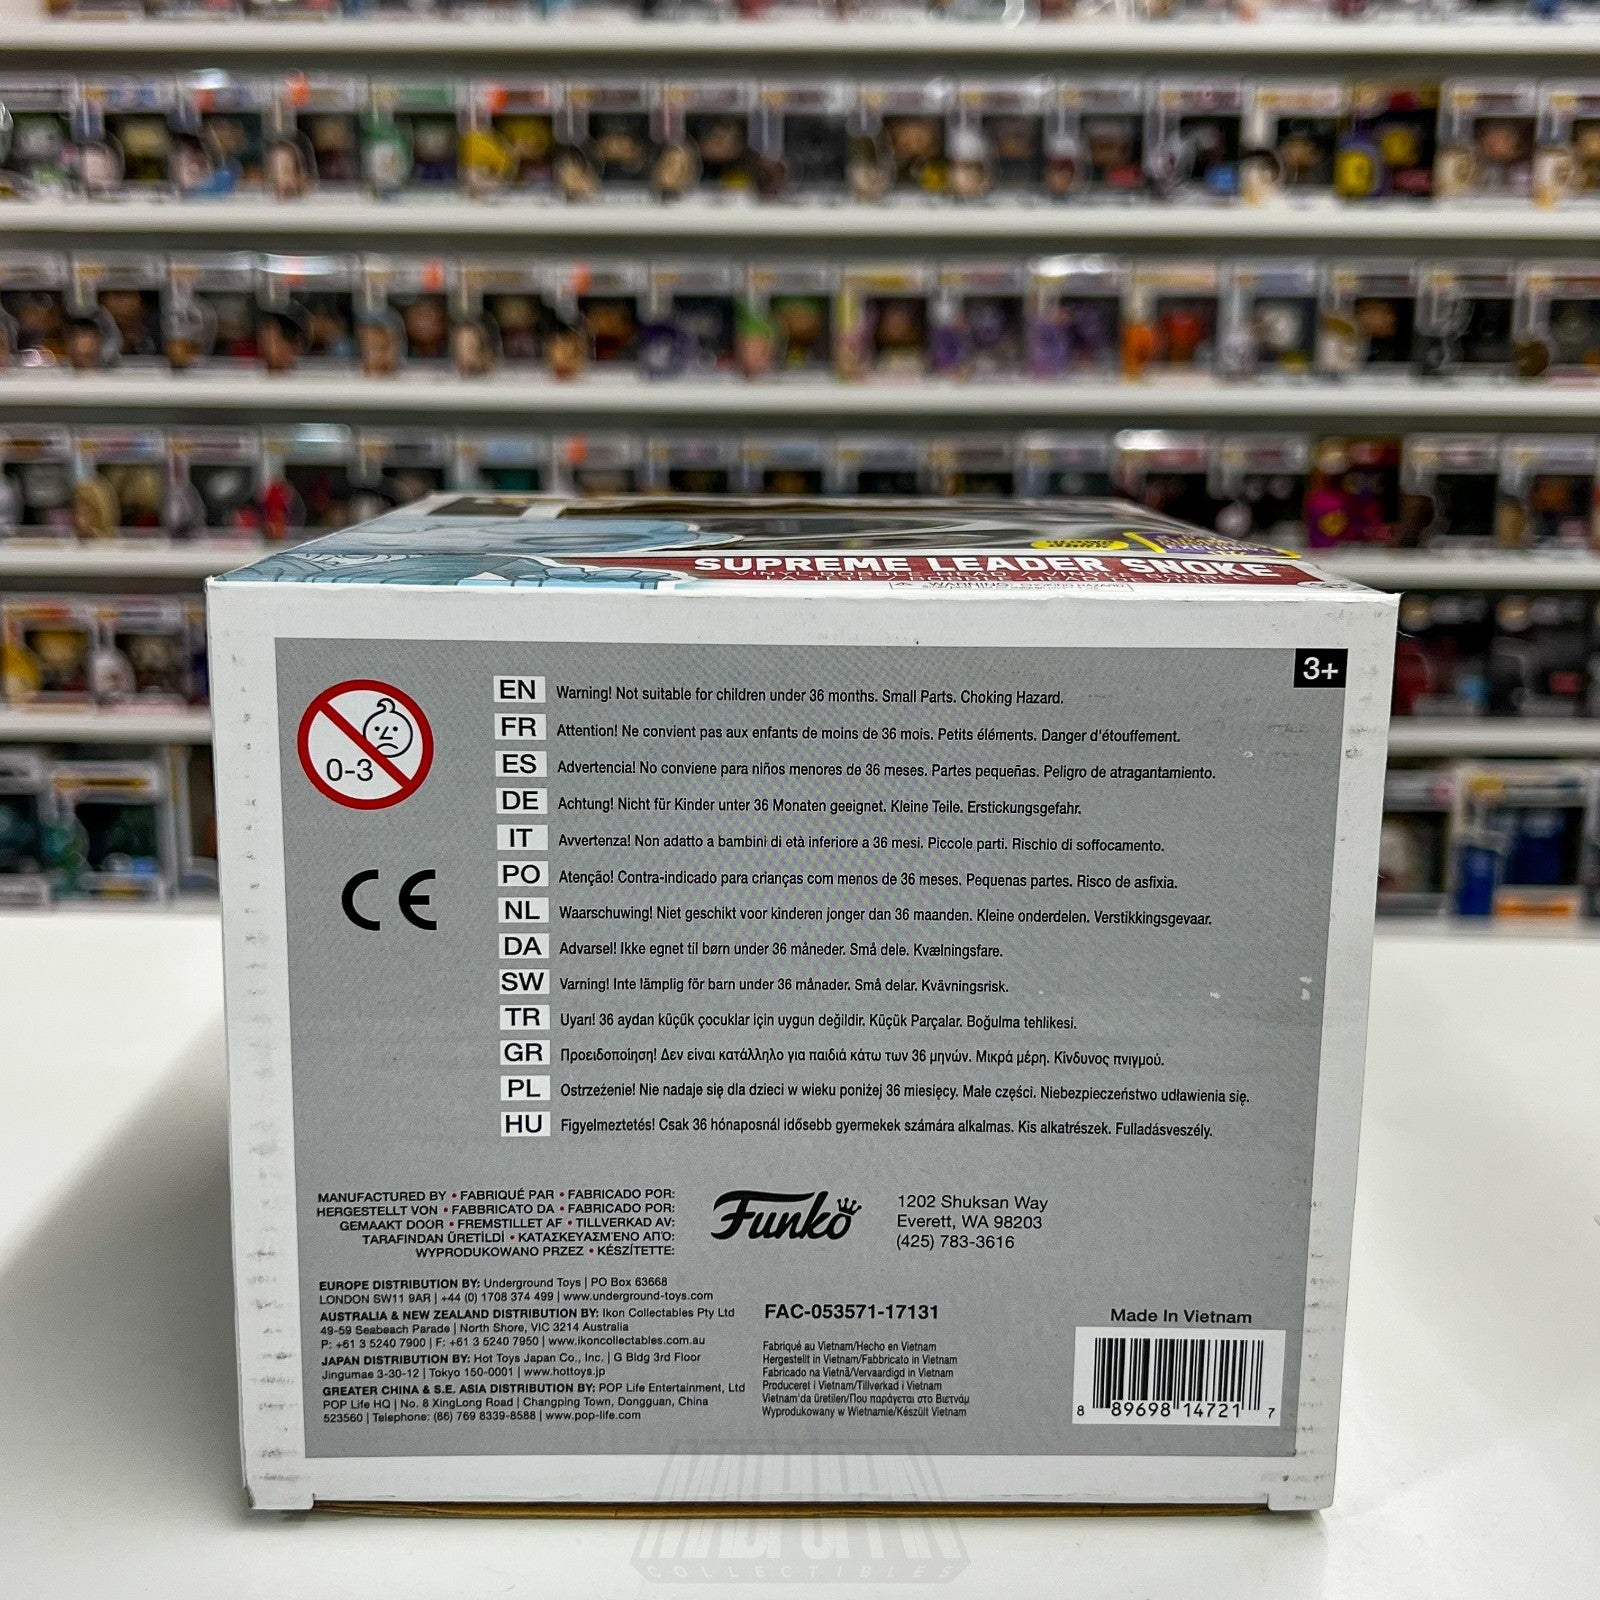 SUPREME LEADER SNOKE
3+
0-3
CE
EN Warning! Not suitable for children under 36 months. Small Parts. Choking Hazard.
FR Attention! Ne convient pas aux enfants de moins de 36 mois. Petits éléments. Danger d'étouffement.
ES Advertencia! No conviene para niños menores de 36 meses. Partes pequeñas. Peligro de atragantamiento.
DE Achtung! Nicht für Kinder unter 36 Monaten geeignet. Kleine Teile. Erstickungsgefahr.
IT Avvertenza! Non adatto a bambini di età inferiore a 36 mesi. Piccole parti. Rischio di soffocamento.
PO Atenção! Contra-indicado para crianças com menos de 36 meses. Pequenas partes. Risco de asfixia.
NL Waarschuwing! Niet geschikt voor kinderen jonger dan 36 maanden. Kleine onderdelen. Verstikkingsgevaar.
DA Advarsel! Ikke egnet til børn under 36 måneder. Små dele. Kvælningsfare.
SW Varning! Inte lämplig för barn under 36 månader. Små delar. Kvävningsrisk.
TR Uyarı! 36 aydan küçük çocuklar için uygun değildir. Küçük Parçalar. Boğulma tehlikesi.
GR Προειδοποίηση! Δεν είναι κατάλληλο για παιδιά κάτω των 36 μηνών. Μικρά μέρη. Κίνδυνος πνιγμού.
PL Ostrzeżenie! Nie nadaje się dla dzieci w wieku poniżej 36 miesięcy. Małe części. Niebezpieczeństwo udławienia się.
HU Figyelmeztetés! Csak 36 hónaposnál idősebb gyermekek számára alkalmas. Kis alkatrészek. Fulladásveszély.
MANUFACTURED BY • FABRIQUÉ PAR • FABRICADO POR:
HERGESTELLT VON • FABBRICATO DA • FABRICADO POR:
GEMAAKT DOOR • FREMSTILLET AF • TILLVERKAD AV:
TARAFINDAN ÜRETİLDİ • ΚΑΤΑΣΚΕΥΑΣΜΈΝΟ ΑΠΌ:
WYPRODUKOWANO PRZEZ • KÉSZÍTETTE:
Funko
1202 Shuksan Way
Everett, WA 98203
(425) 783-3616
EUROPE DISTRIBUTION BY: Underground Toys | PO Box 63668
LONDON SW11 9AR | +44 (0) 1708 374 499 | www.underground-toys.com
AUSTRALIA & NEW ZEALAND DISTRIBUTION BY: Ikon Collectables Pty Ltd
49-59 Seabeach Parade | North Shore, VIC 3214 Australia
P: +61 3 5240 7900 | F: +61 3 5240 7950 | www.ikoncollectables.com.au
JAPAN DISTRIBUTION BY: Hot Toys Japan Co., Inc. | G Bldg 3rd Floor
Jingumae 3-30-12 | Tokyo 150-0001 | www.hottoys.jp
GREATER CHINA & S.E. ASIA DISTRIBUTION BY: POP Life Entertainment, Ltd
POP Life HQ | No. 8 XingLong Road | Changping Town, Dongguan, China
523560 | Telephone: (86) 769 8339-8588 | www.pop-life.com
FAC-053571-17131
Fabriqué au Vietnam/Hecho en Vietnam
Hergestellt in Vietnam/Fabbricato in Vietnam
Fabricado na Vietnã/Vervaardigd in Vietnam
Produceret i Vietnam/Tillverkad i Vietnam
Vietnam'da üretilen/Που παράγεται στο Βιετνάμ
Wyprodukowany w Wietnamie/Készült Vietnam
Made In Vietnam
8 89698 14721 7
COLLECTIBLES